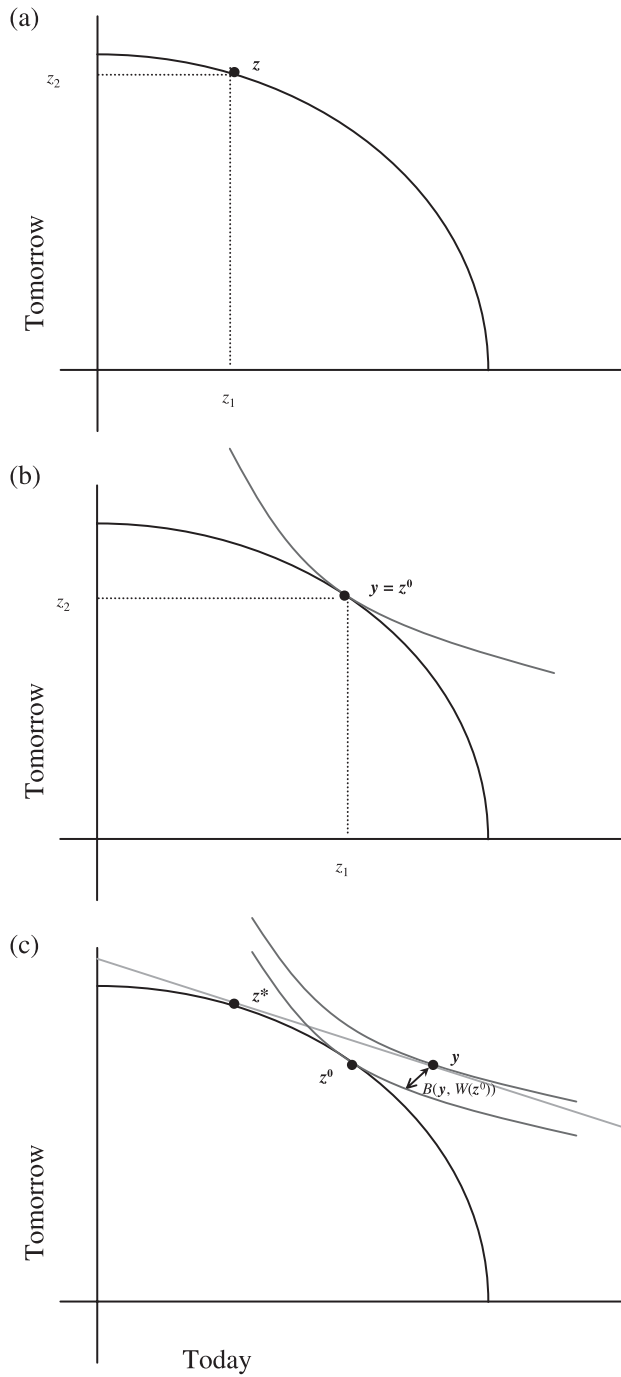 (a)
z
z₂
Tomorrow
z₁
(b)
y = z⁰
z₂
Tomorrow
z₁
(c)
z*
y
z⁰
B(y, W(z⁰))
Tomorrow
Today